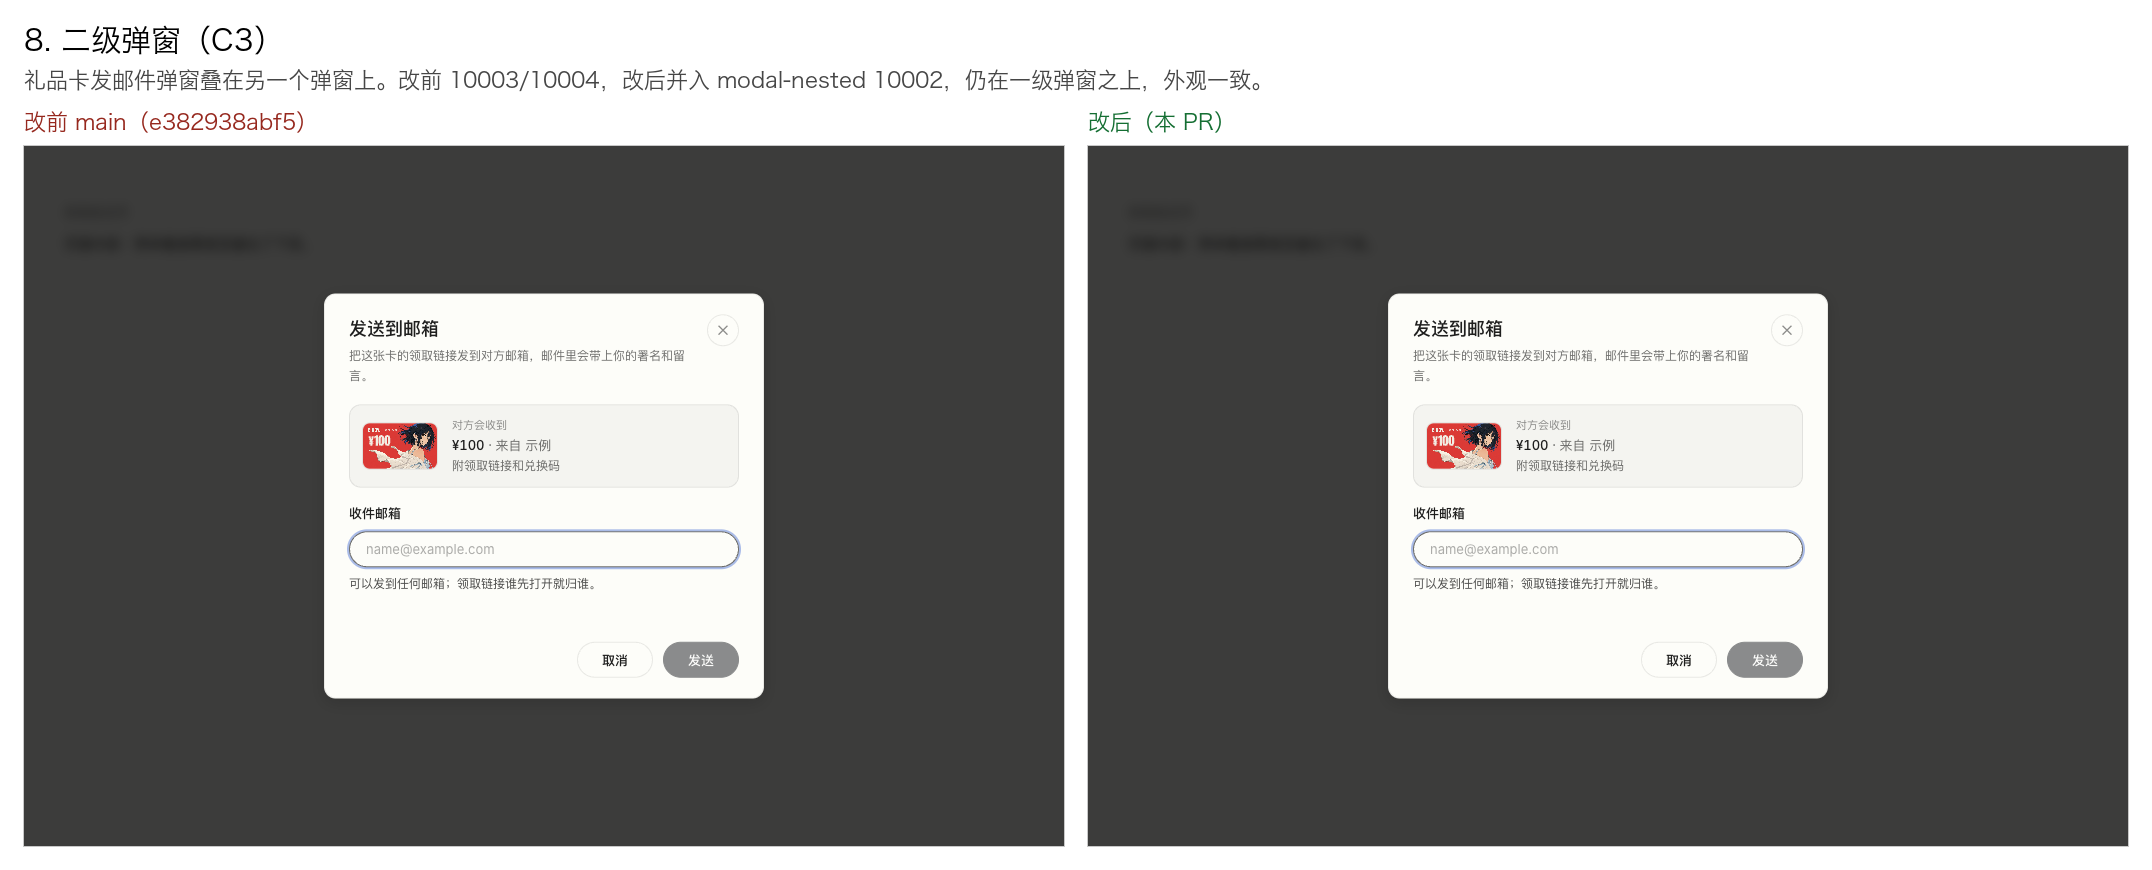 8. 二级弹窗（C3）
礼品卡发邮件弹窗叠在另一个弹窗上。改前 10003/10004，改后并入 modal-nested 10002，仍在一级弹窗之上，外观一致。
改前 main（e382938abf5）
改后（本 PR）
发送到邮箱
把这张卡的领取链接发到对方邮箱，邮件里会带上你的署名和留
言。
¥100
对方会收到
¥100 · 来自 示例
附领取链接和兑换码
收件邮箱
name@example.com
可以发到任何邮箱；领取链接谁先打开就归谁。
取消
发送
发送到邮箱
把这张卡的领取链接发到对方邮箱，邮件里会带上你的署名和留
言。
¥100
对方会收到
¥100 · 来自 示例
附领取链接和兑换码
收件邮箱
name@example.com
可以发到任何邮箱；领取链接谁先打开就归谁。
取消
发送